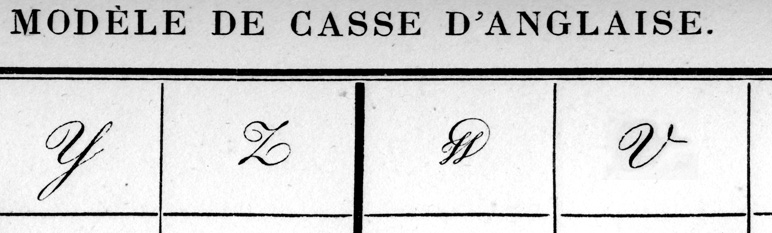 MODÈLE DE CASSE D'ANGLAISE.
Y Z V